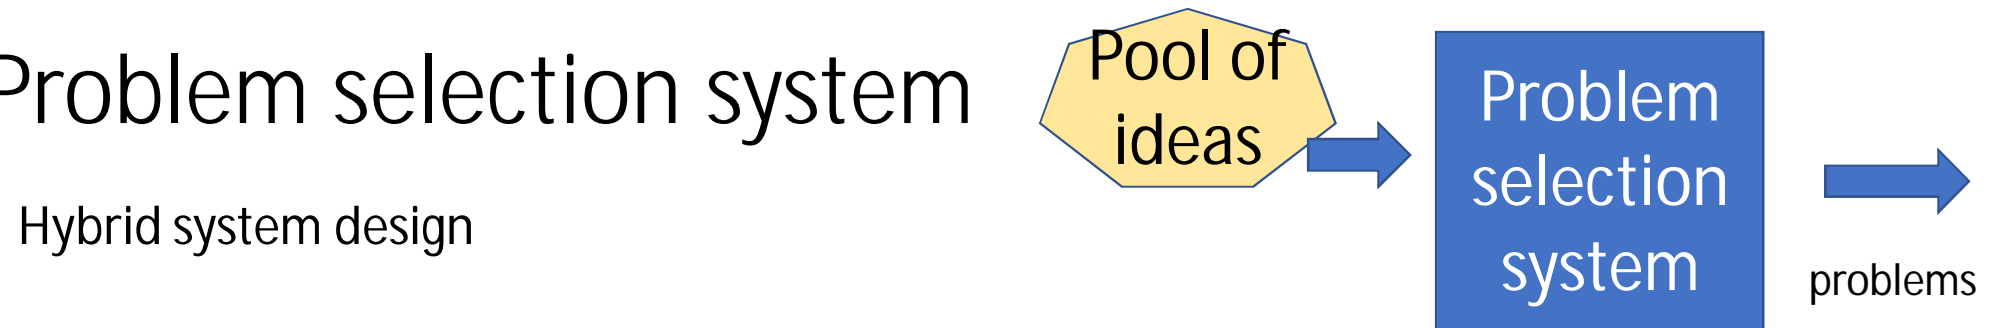 Problem selection system
Hybrid system design
Pool of
ideas
Problem
selection
system
problems